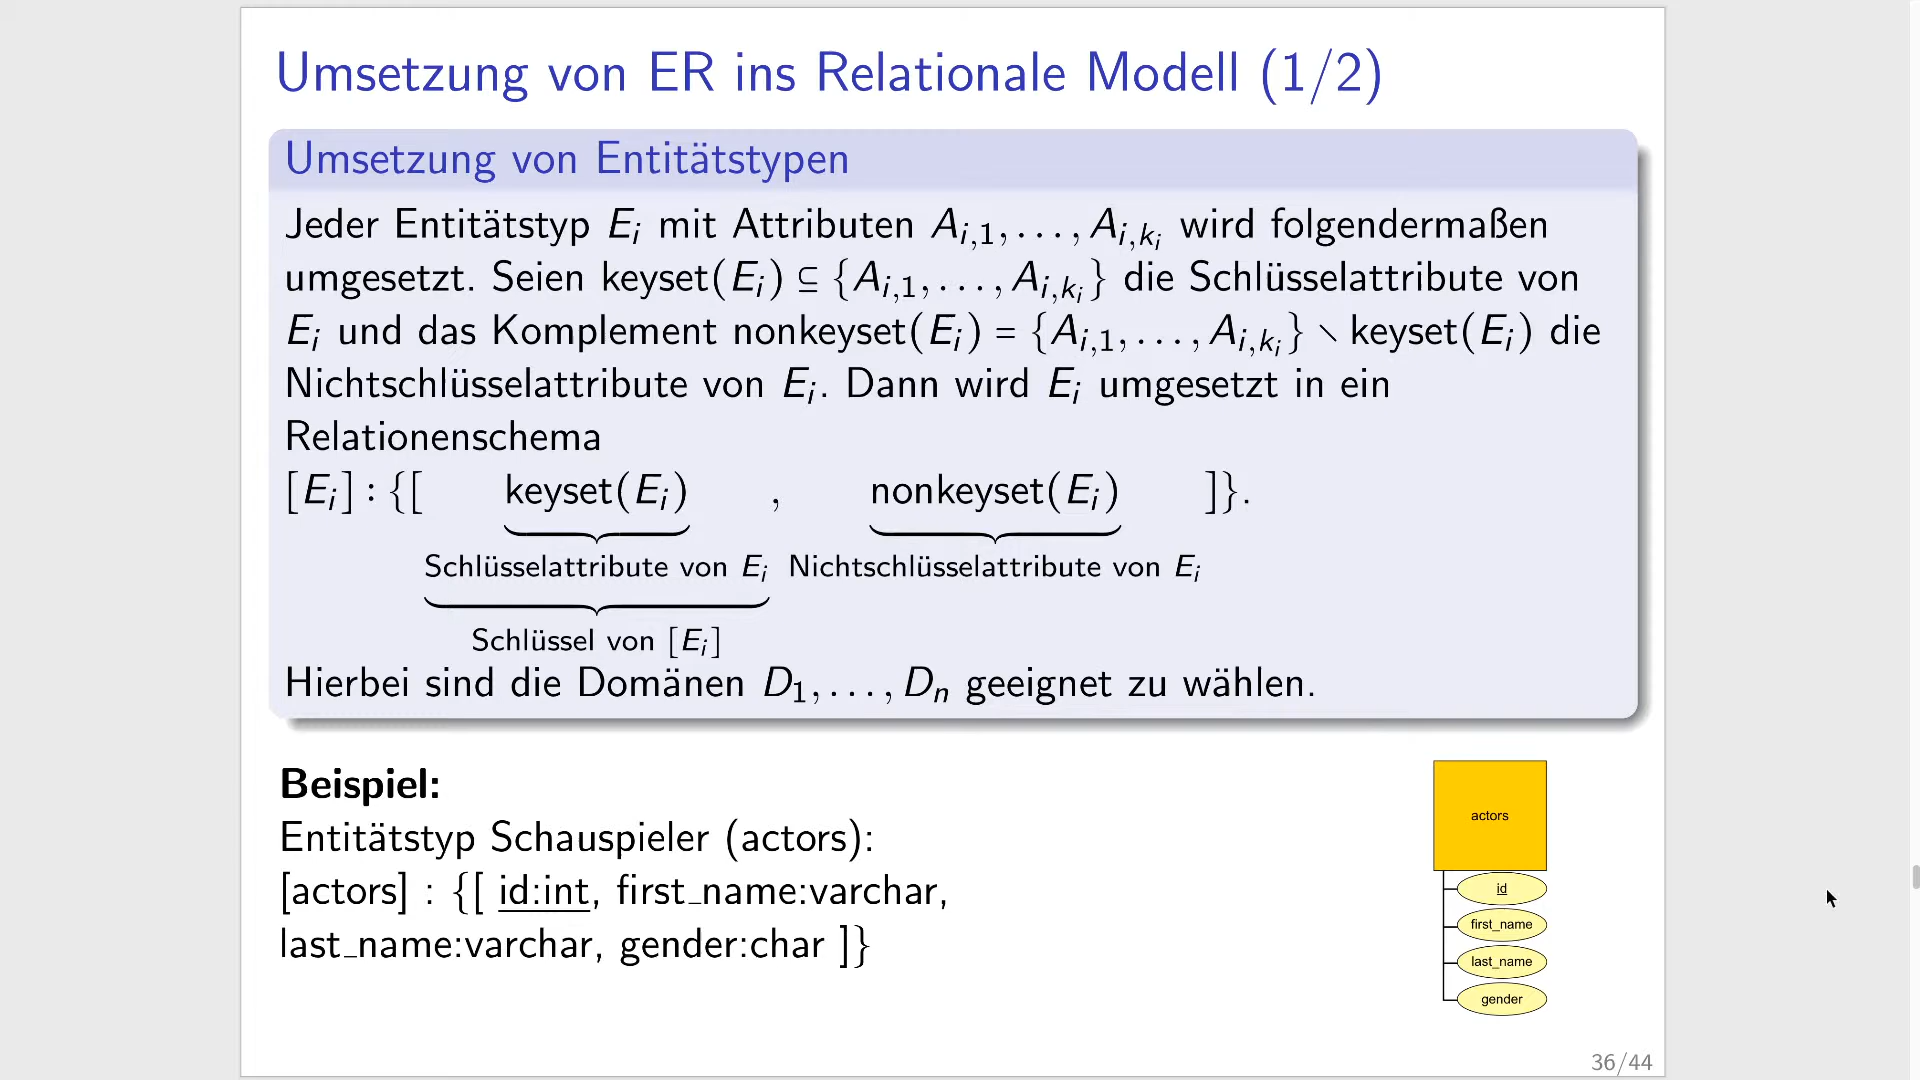 Umsetzung von ER ins Relationale Modell (1/2)
Umsetzung von Entitätstypen
Jeder Entitätstyp E_i mit Attributen A_{i,1}, ..., A_{i,k_i} wird folgendermaßen
umgesetzt. Seien keyset(E_i) ⊆ {A_{i,1}, ..., A_{i,k_i}} die Schlüsselattribute von
E_i und das Komplement nonkeyset(E_i) = {A_{i,1}, ..., A_{i,k_i}} ∖ keyset(E_i) die
Nichtschlüsselattribute von E_i. Dann wird E_i umgesetzt in ein
Relationenschema
[E_i] : {[ keyset(E_i) , nonkeyset(E_i) ]}.
Schlüsselattribute von E_i Nichtschlüsselattribute von E_i
Schlüssel von [E_i]
Hierbei sind die Domänen D_1, ..., D_n geeignet zu wählen.
Beispiel:
Entitätstyp Schauspieler (actors):
[actors] : {[ id:int, first_name:varchar,
last_name:varchar, gender:char ]}
actors
id
first_name
last_name
gender
36/44